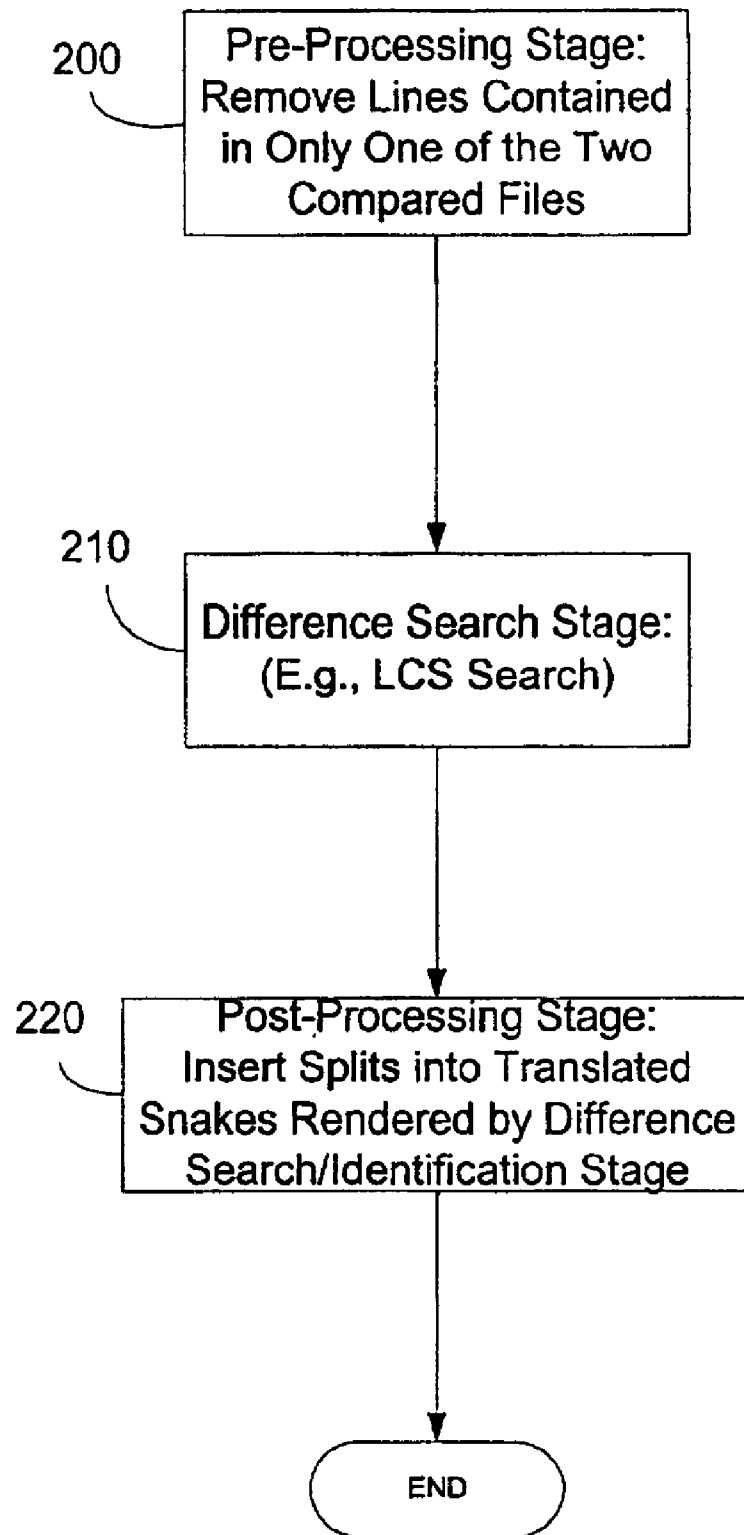 200
Pre-Processing Stage:
Remove Lines Contained
in Only One of the Two
Compared Files
210
Difference Search Stage:
(E.g., LCS Search)
220
Post-Processing Stage:
Insert Splits into Translated
Snakes Rendered by Difference
Search/Identification Stage
END